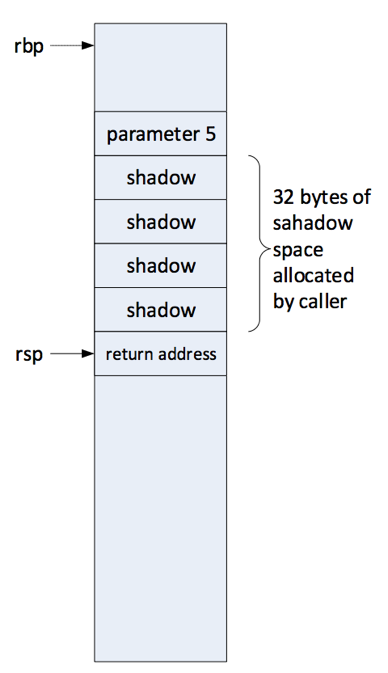 rbp
parameter 5
shadow
shadow
shadow
shadow
32 bytes of
sahadow
space
allocated
by caller
rsp
return address